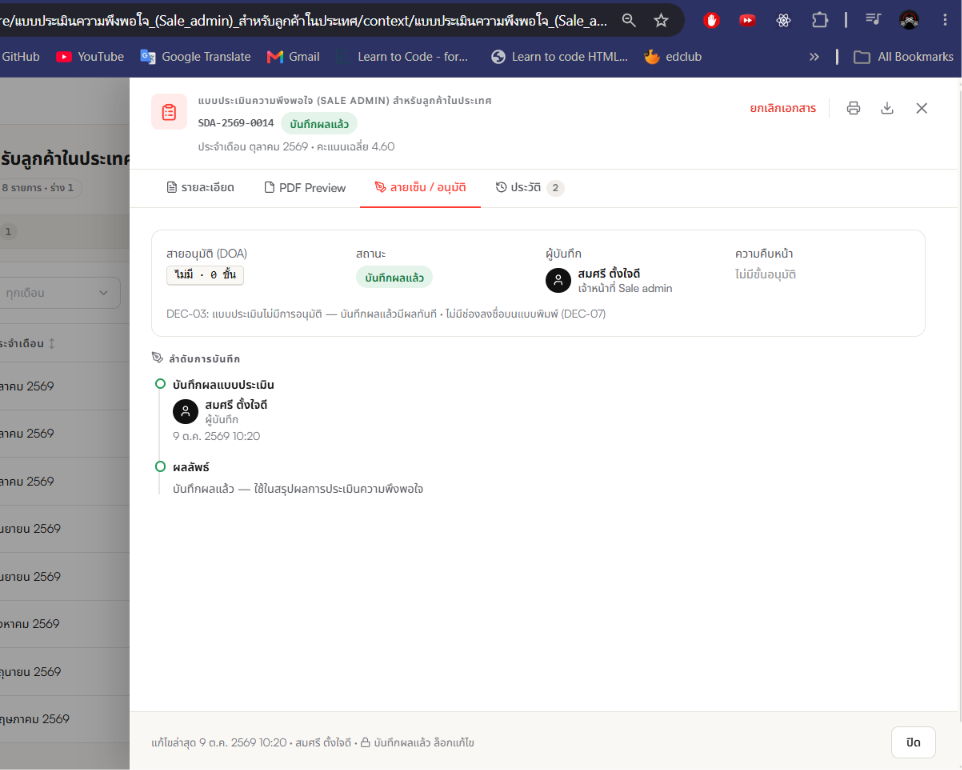 re/แบบประเมินความพึงพอใจ_(Sale_admin)_สำหรับลูกค้าในประเทศ/context/แบบประเมินความพึงพอใจ_(Sale_a...
GitHub YouTube Google Translate Gmail Learn to Code - for... Learn to code HTML... edclub » All Bookmarks
แบบประเมินความพึงพอใจ (SALE ADMIN) สำหรับลูกค้าในประเทศ
SDA-2569-0014 บันทึกผลแล้ว
ประจำเดือน ตุลาคม 2569 • คะแนนเฉลี่ย 4.60
ยกเลิกเอกสาร
รับลูกค้าในประเทศ
8 รายการ • ร่าง 1
รายละเอียด PDF Preview ลายเซ็น / อนุมัติ ประวัติ 2
1
ทุกเดือน
ระจำเดือน
ลาคม 2569
ลาคม 2569
ลาคม 2569
นยายน 2569
นยายน 2569
งหาคม 2569
ถุนายน 2569
ฤษภาคม 2569
สายอนุมัติ (DOA) สถานะ ผู้บันทึก ความคืบหน้า
ไม่มี · 0 ขั้น บันทึกผลแล้ว สมศรี ตั้งใจดี ไม่มีขั้นอนุมัติ
เจ้าหน้าที่ Sale admin
DEC-03: แบบประเมินไม่มีการอนุมัติ — บันทึกผลแล้วมีผลทันที • ไม่มีช่องลงชื่อบนแบบพิมพ์ (DEC-07)
ลำดับการบันทึก
บันทึกผลแบบประเมิน
สมศรี ตั้งใจดี
ผู้บันทึก
9 ต.ค. 2569 10:20
ผลลัพธ์
บันทึกผลแล้ว — ใช้ในสรุปผลการประเมินความพึงพอใจ
แก้ไขล่าสุด 9 ต.ค. 2569 10:20 • สมศรี ตั้งใจดี • บันทึกผลแล้ว ล็อกแก้ไข
ปิด